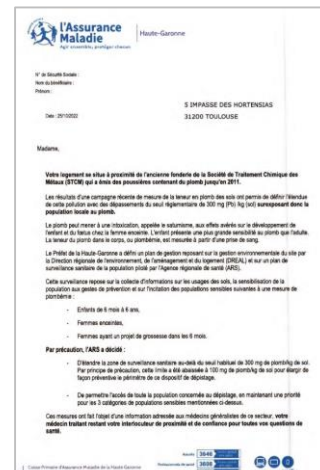 l'Assurance
Maladie
Agir ensemble, protéger chacun
Haute-Garonne
N° de Sécurité Sociale :
Nom du bénéficiaire :
Prénom :
5 IMPASSE DES HORTENSIAS
Date : 25/10/2022
31200 TOULOUSE
Madame,
Votre logement se situe à proximité de l'ancienne fonderie de la Société de Traitement Chimique des
Métaux (STCM) qui a émis des poussières contenant du plomb jusqu'en 2011.
Les résultats d'une campagne récente de mesure de la teneur en plomb des sols ont permis de définir l'étendue
de cette pollution avec des dépassements du seuil réglementaire de 300 mg (Pb) /kg (sol) surexposant donc la
population locale au plomb.
Le plomb peut mener à une intoxication, appelée le saturnisme, aux effets avérés sur le développement de
l'enfant et du fœtus chez la femme enceinte. L'enfant présente une plus grande sensibilité au plomb que l'adulte.
La teneur du plomb dans le corps, ou plombémie, est mesurée à partir d'une prise de sang.
Le Préfet de la Haute-Garonne a défini un plan de gestion reposant sur la gestion environnementale du site par
la Direction régionale de l'environnement, de l'aménagement et du logement (DREAL) et sur un plan de
surveillance sanitaire de la population piloté par l'Agence régionale de santé (ARS).
Cette surveillance repose sur la collecte d'informations sur les usages des sols, la sensibilisation de la
population aux gestes de prévention et sur l'incitation des populations sensibles suivantes à une mesure de
plombémie :
- Enfants de 6 mois à 6 ans,
- Femmes enceintes,
- Femmes ayant un projet de grossesse dans les 6 mois.
Par précaution, l'ARS a décidé :
- D'étendre la zone de surveillance sanitaire au-delà du seuil habituel de 300 mg de plomb/kg de sol.
Par principe de précaution, cette limite a été abaissée à 100 mg de plomb/kg de sol pour élargir de
façon préventive le périmètre de ce dispositif de dépistage.
- De permettre l'accès de toute la population concernée au dépistage, en maintenant une priorité
pour les 3 catégories de populations sensibles mentionnées ci-dessus.
Ces mesures ont fait l'objet d'une information adressée aux médecins généralistes de ce secteur, votre
médecin traitant restant votre interlocuteur de proximité et de confiance pour toutes vos questions de
santé.
1 Caisse Primaire d'Assurance Maladie de la Haute Garonne
3646
3608